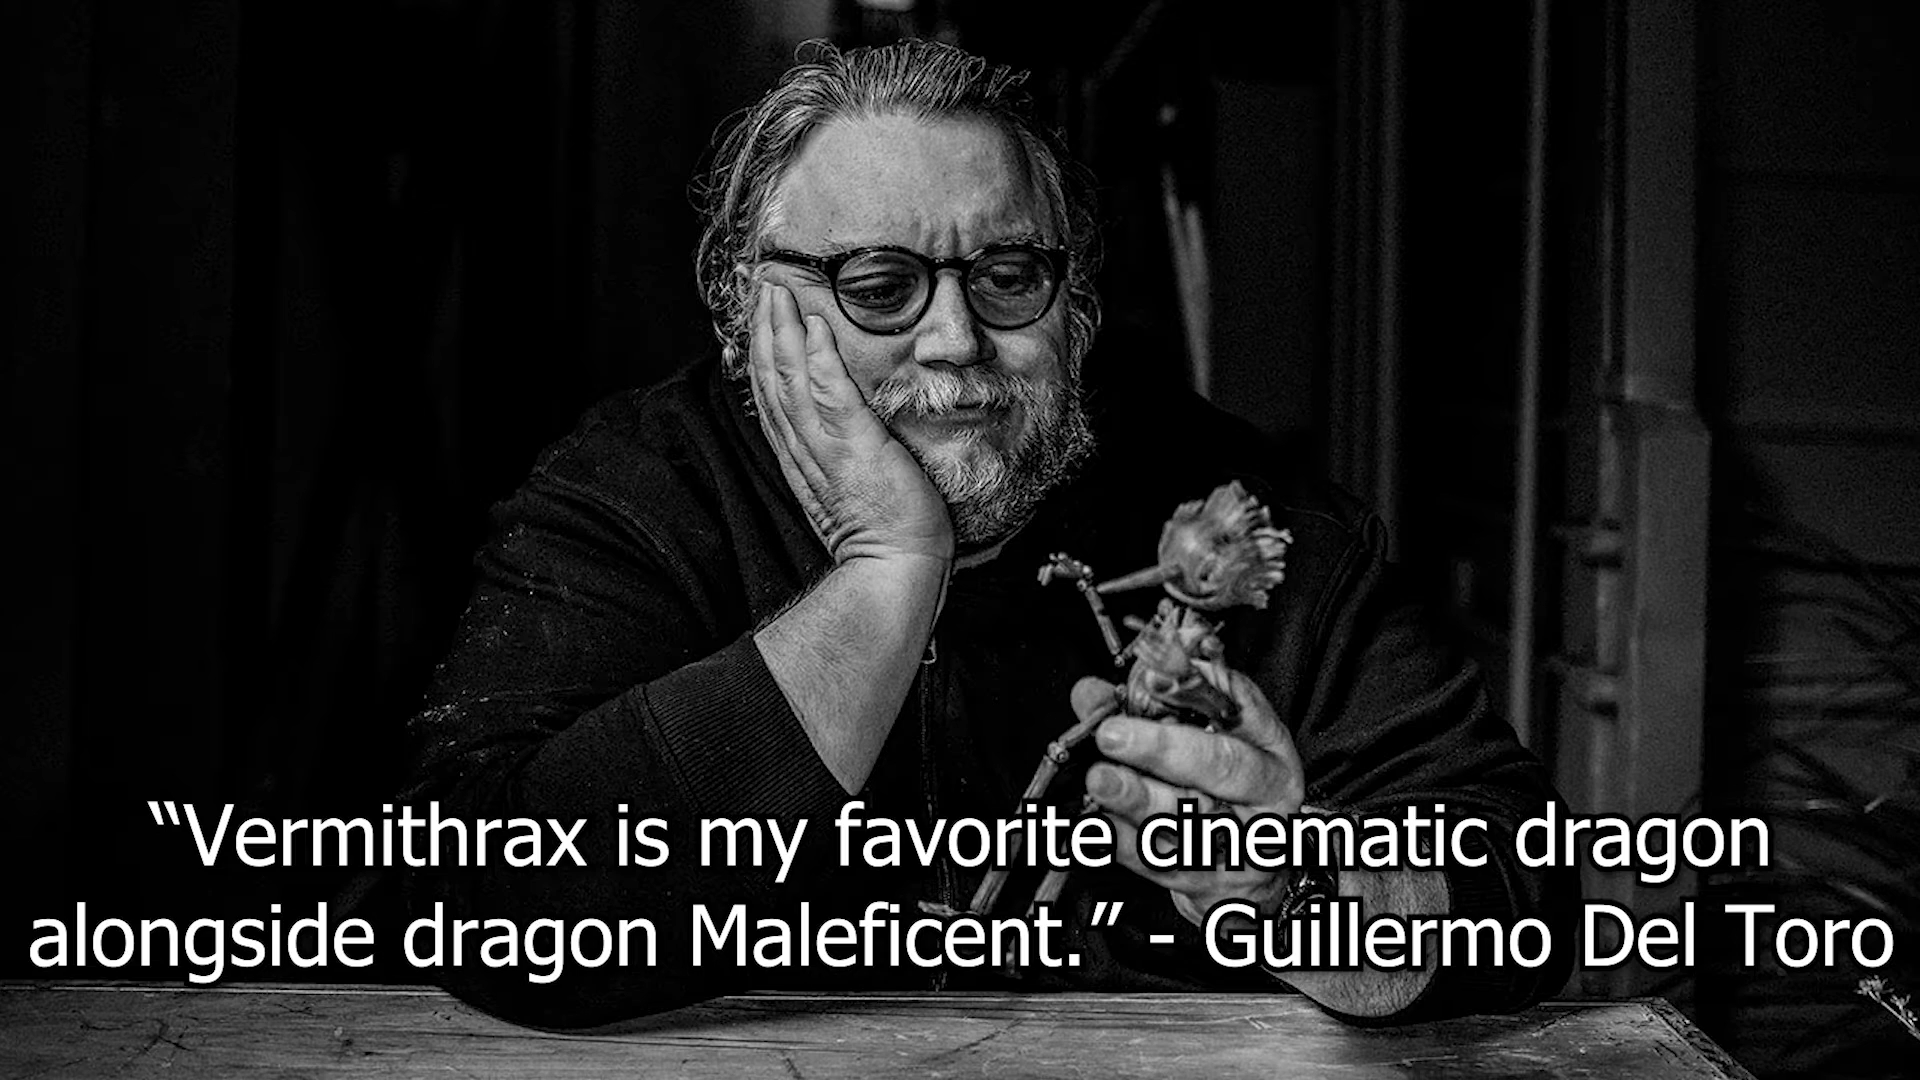 “Vermithrax is my favorite cinematic dragon
alongside dragon Maleficent.” - Guillermo Del Toro